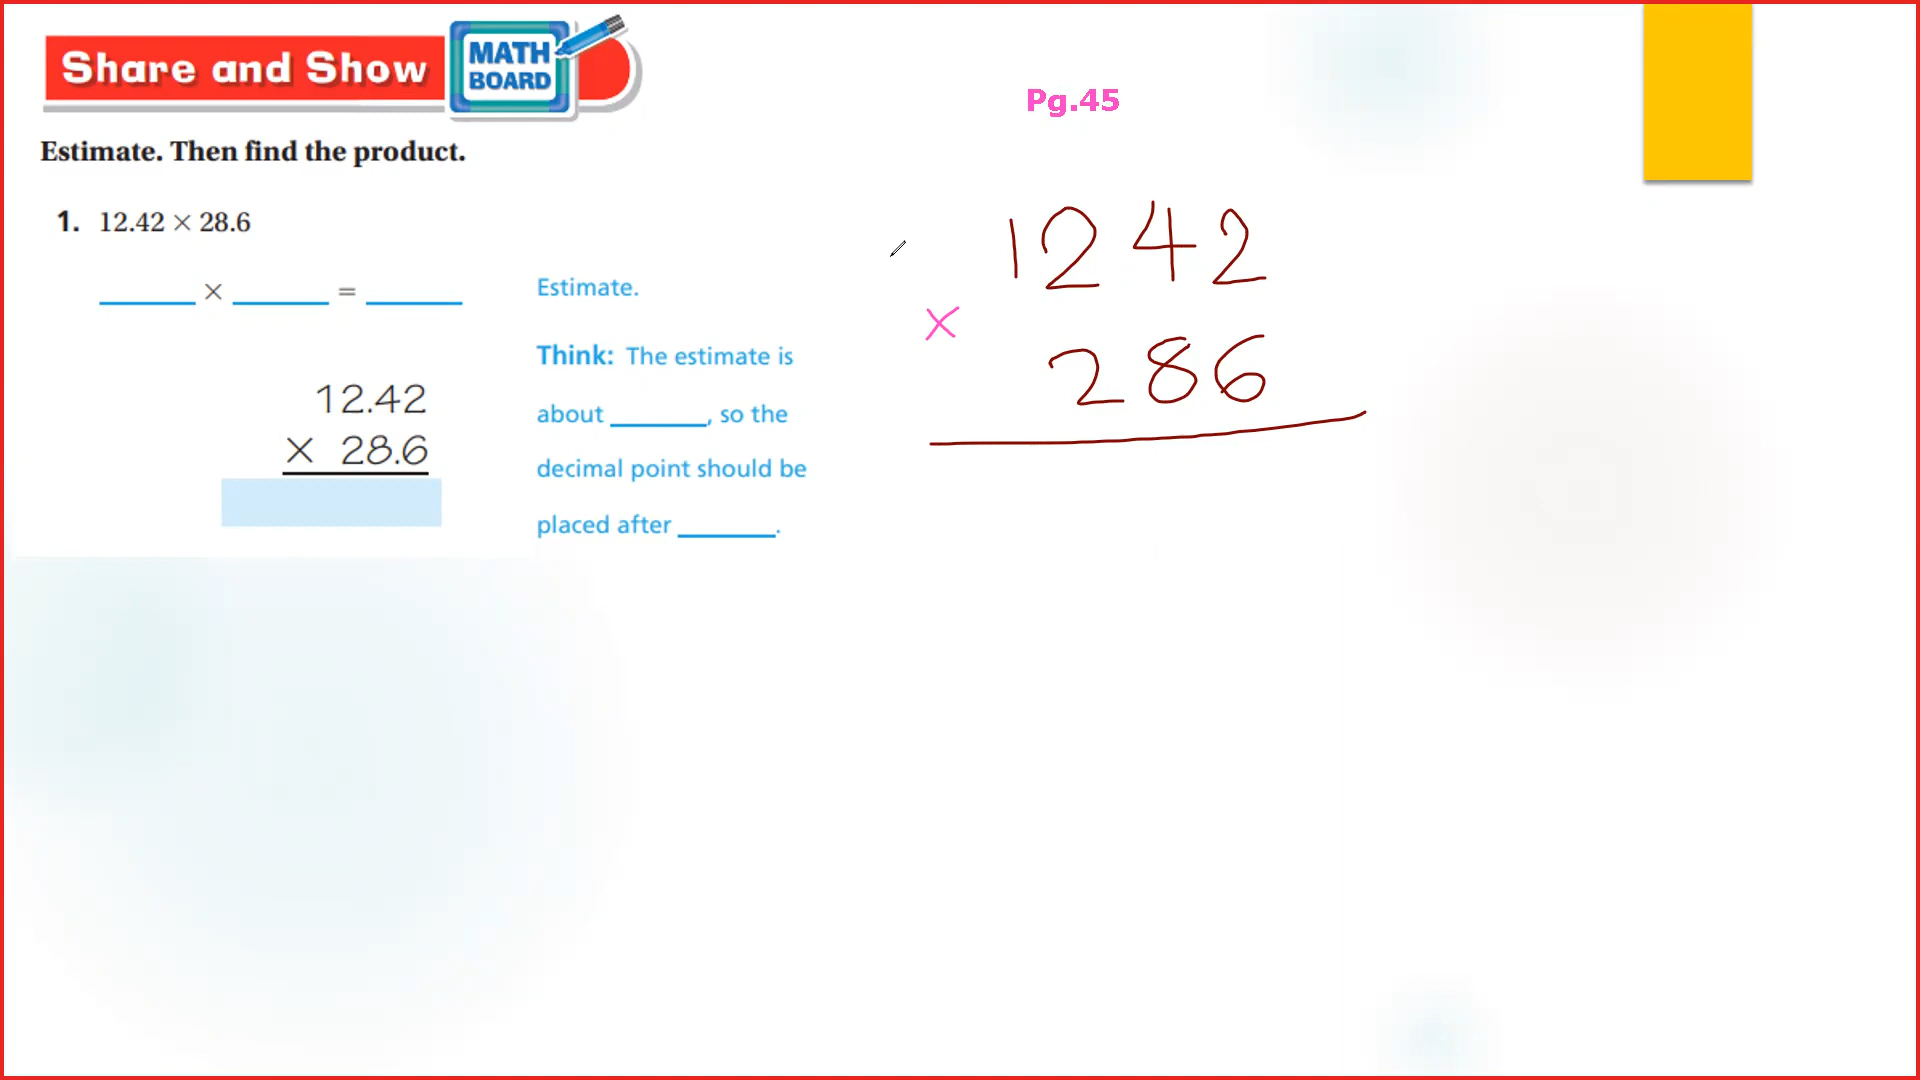 Share and Show
MATH
BOARD
Pg.45
Estimate. Then find the product.
1. 12.42 × 28.6
× =
Estimate.
Think: The estimate is
about , so the
decimal point should be
placed after .
12.42
× 28.6
1242
×
286